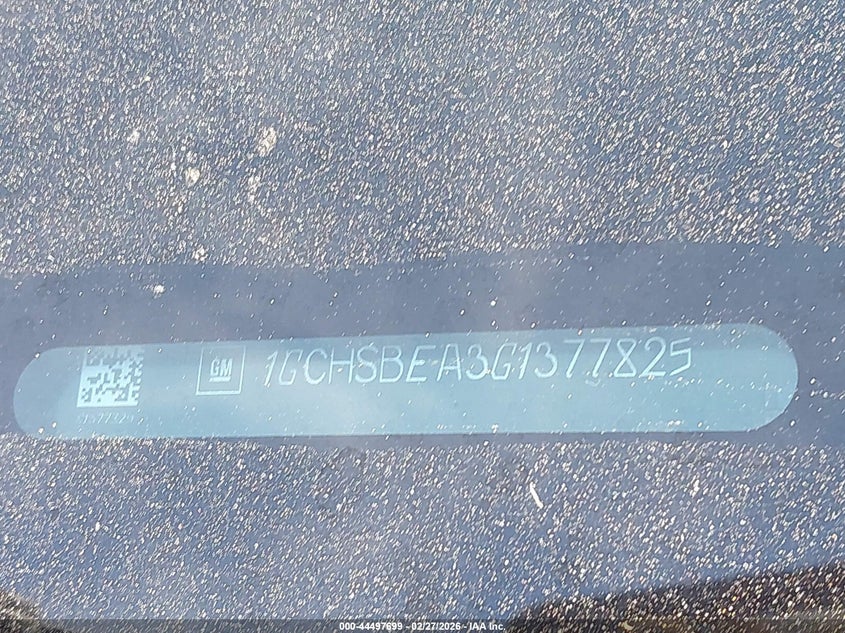 GM 1GCHSBEA3G1377825
000-44497699 - 02/27/2026 - IAA Inc.